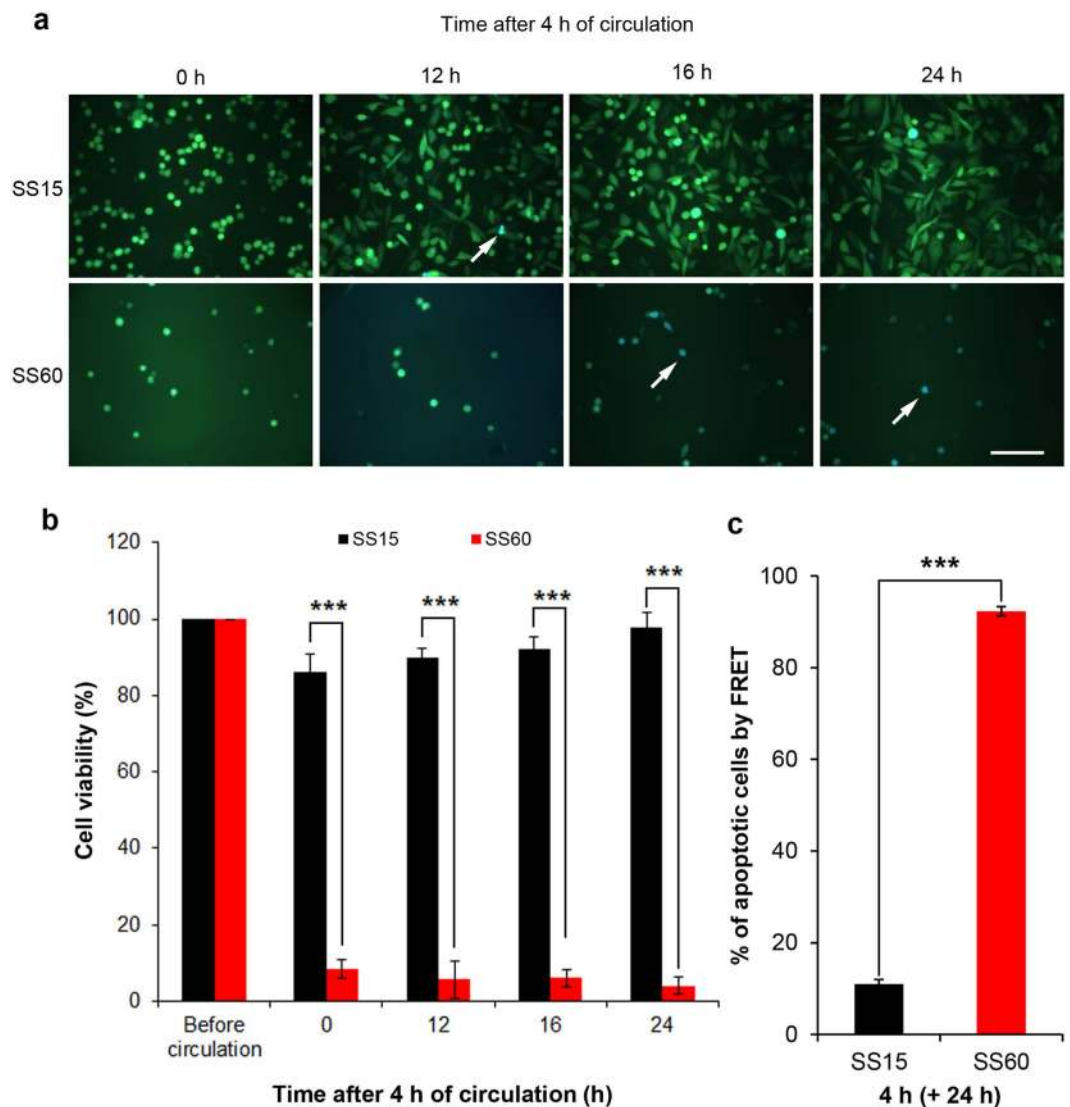 a
Time after 4 h of circulation
0 h 12 h 16 h 24 h
SS15
SS60
b
SS15 SS60
120
100
80
60
40
20
0
Cell viability (%)
*** *** *** ***
Before circulation 0 12 16 24
Time after 4 h of circulation (h)
c
***
100
80
60
40
20
0
% of apoptotic cells by FRET
SS15 SS60
4 h (+ 24 h)